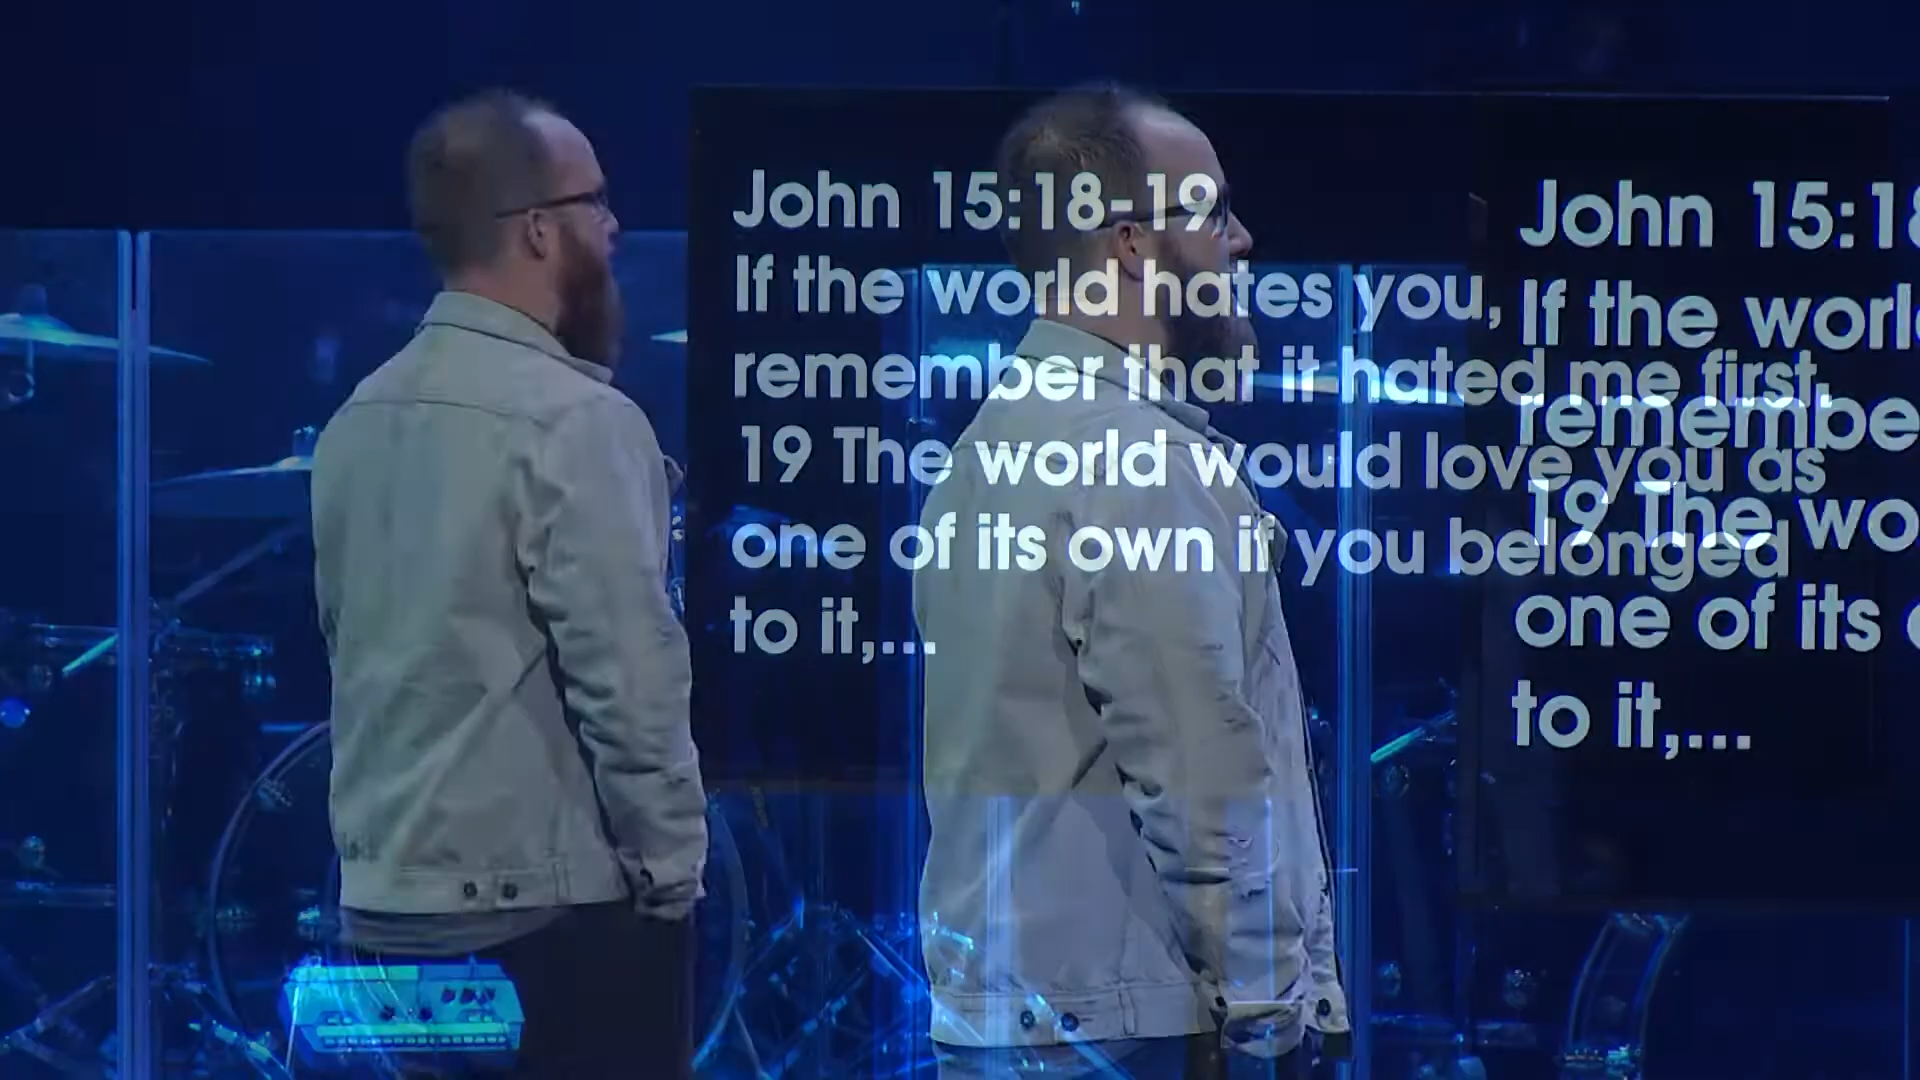 John 15:18-19
If the world hates you,
remember that it hated me first.
19 The world would love you as
one of its own if you belonged
to it,...
John 15:18
If the worl
remembe
19 The wo
one of its
to it,...